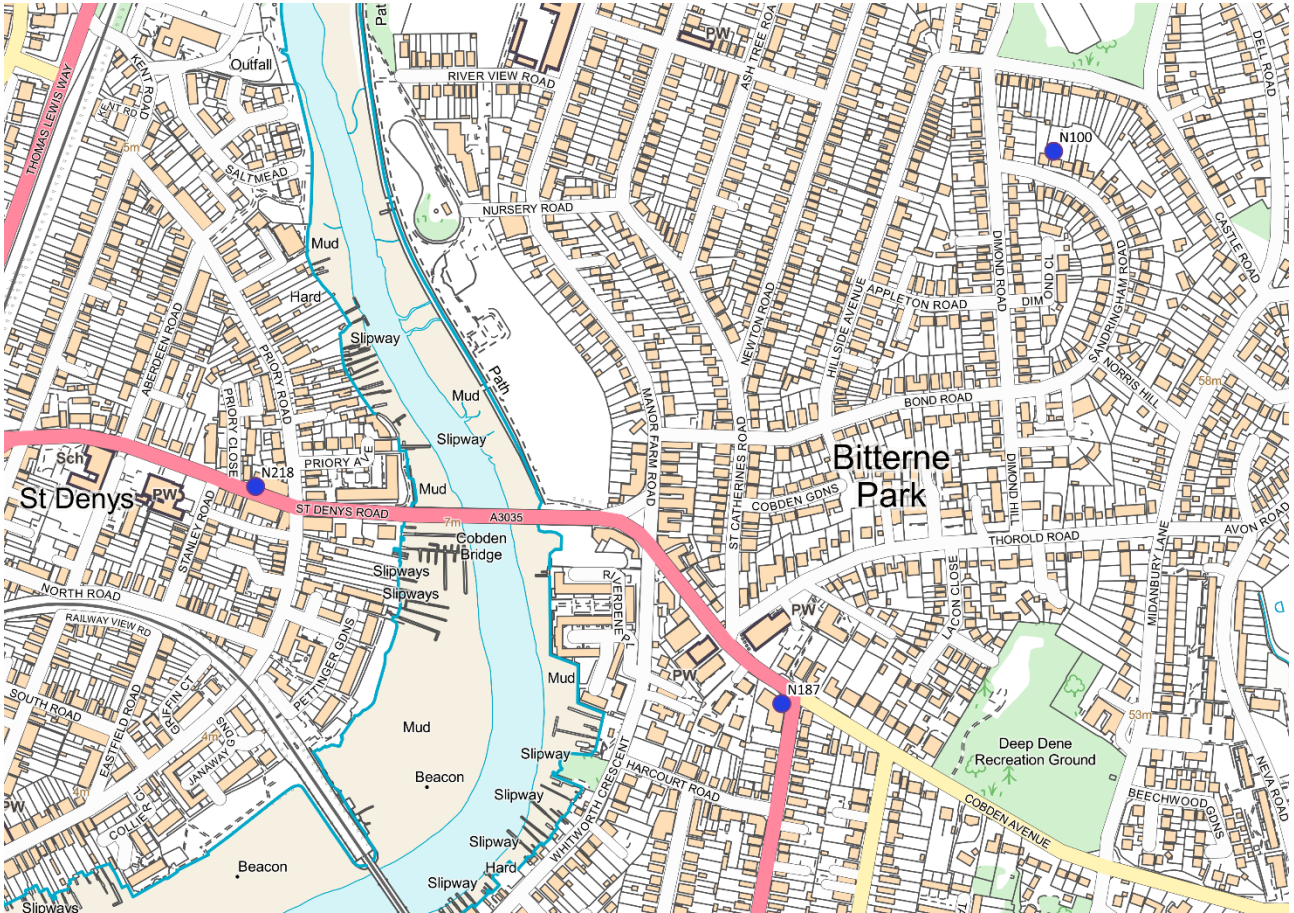 THOMAS LEWIS WAY
KENT ROAD
KENT RD
Outfall
5m
SALTMEAD
Mud
Hard
Slipway
RIVER VIEW ROAD
PW
ASH TREE ROAD
DELL ROAD
N100
NURSERY ROAD
CASTLE ROAD
ABERDEEN ROAD
PRIORY ROAD
PRIORY CLOSE
Path
Mud
Slipway
NEWTON ROAD
HILLSIDE AVENUE
APPLETON ROAD
DIMOND ROAD
DIMOND CL
SANDRINGHAM ROAD
NORRIS HILL
58m
MANOR FARM ROAD
BOND ROAD
Sch
St Denys
PW
N218
PRIORY AVE
Mud
ST DENYS ROAD
7m
A3035
Cobden
Bridge
Slipways
Slipways
STANLEY ROAD
NORTH ROAD
RAILWAY VIEW RD
ST CATHERINES ROAD
Bitterne
Park
COBDEN GDNS
DIMOND HILL
THOROLD ROAD
AVON ROAD
MIDANBURY LANE
LACON CLOSE
RIVERDENE PL
PW
PW
N187
Mud
SOUTH ROAD
EASTFIELD ROAD
GRIFFIN CT
PETTINGER GDNS
JANAWAY GDNS
4m
4m
COLLIER CL
PW
Mud
Beacon
Beacon
Slipway
Slipway
Slipway
Hard
Slipway
Slipways
WHITWORTH CRESCENT
HARCOURT ROAD
Deep Dene
Recreation Ground
53m
COBDEN AVENUE
BEECHWOOD GDNS
NEVA ROAD